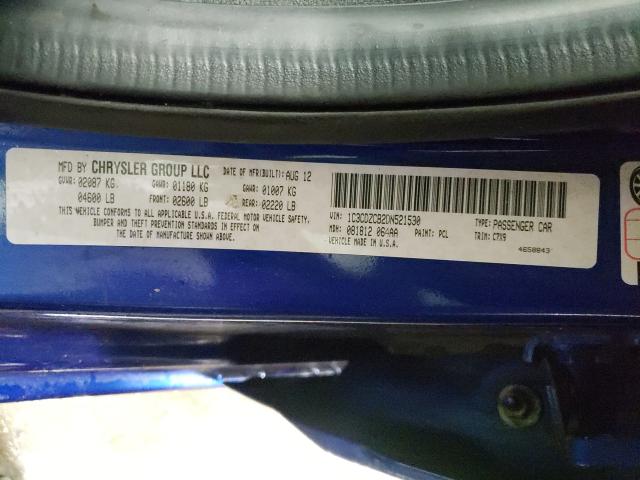 MFD BY CHRYSLER GROUP LLC DATE OF MFR(BUILT): AUG 12
GVWR: 02087 KG GAWR: 01180 KG GAWR: 01007 KG
04600 LB FRONT: 02600 LB REAR: 02220 LB
THIS VEHICLE CONFORMS TO ALL APPLICABLE U.S.A. FEDERAL MOTOR VEHICLE SAFETY,
BUMPER AND THEFT PREVENTION STANDARDS IN EFFECT ON
THE DATE OF MANUFACTURE SHOWN ABOVE.
VIN: 1C3CDZCB2DN521530 TYPE: PASSENGER CAR
MDH: 081812 064AA PAINT: PCL TRIM: C7X9
VEHICLE MADE IN U.S.A. 4658843